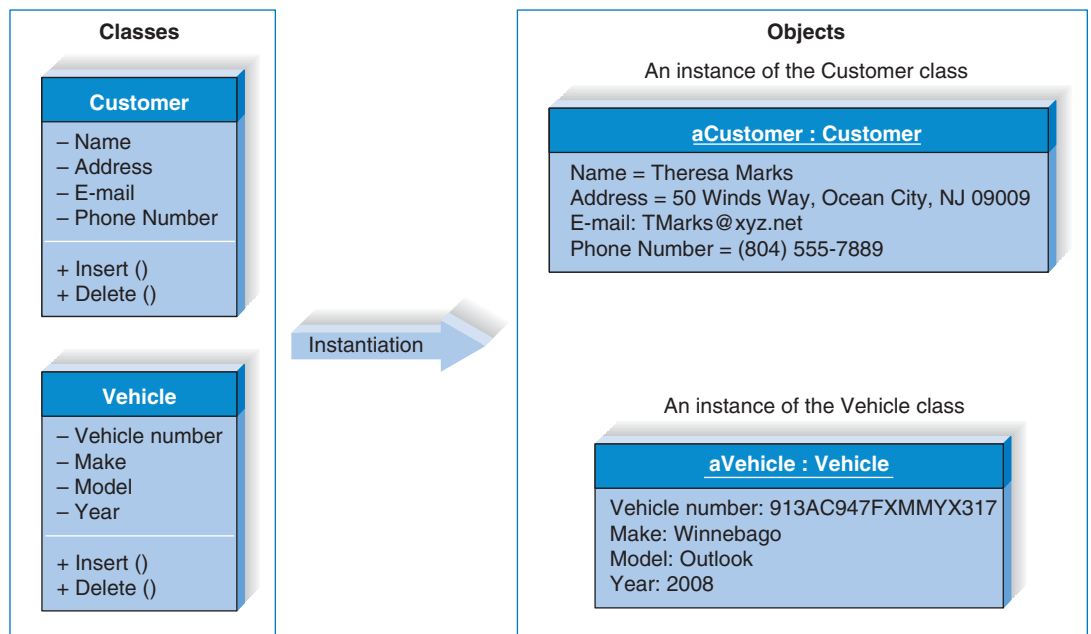 Classes
Customer
– Name
– Address
– E-mail
– Phone Number
+ Insert ()
+ Delete ()
Vehicle
– Vehicle number
– Make
– Model
– Year
+ Insert ()
+ Delete ()
Instantiation
Objects
An instance of the Customer class
aCustomer : Customer
Name = Theresa Marks
Address = 50 Winds Way, Ocean City, NJ 09009
E-mail: TMarks@xyz.net
Phone Number = (804) 555-7889
An instance of the Vehicle class
aVehicle : Vehicle
Vehicle number: 913AC947FXMMYX317
Make: Winnebago
Model: Outlook
Year: 2008